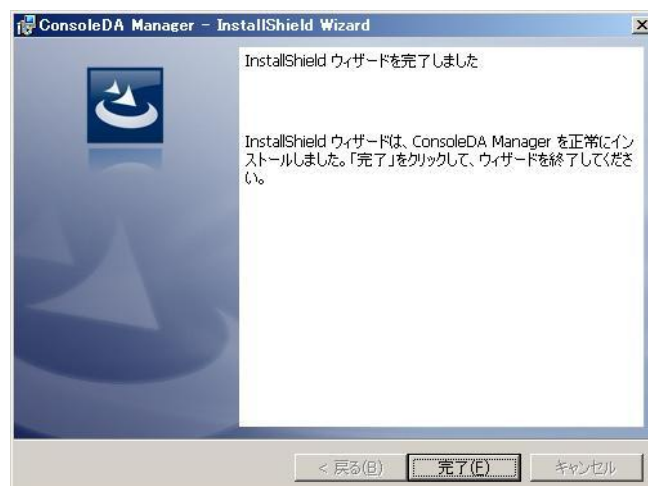 ConsoleDA Manager - InstallShield Wizard
InstallShield ウィザードを完了しました
InstallShield ウィザードは、ConsoleDA Manager を正常にイン
ストールしました。「完了」をクリックして、ウィザードを終了してくださ
い。
< 戻る(B)
完了(F)
キャンセル